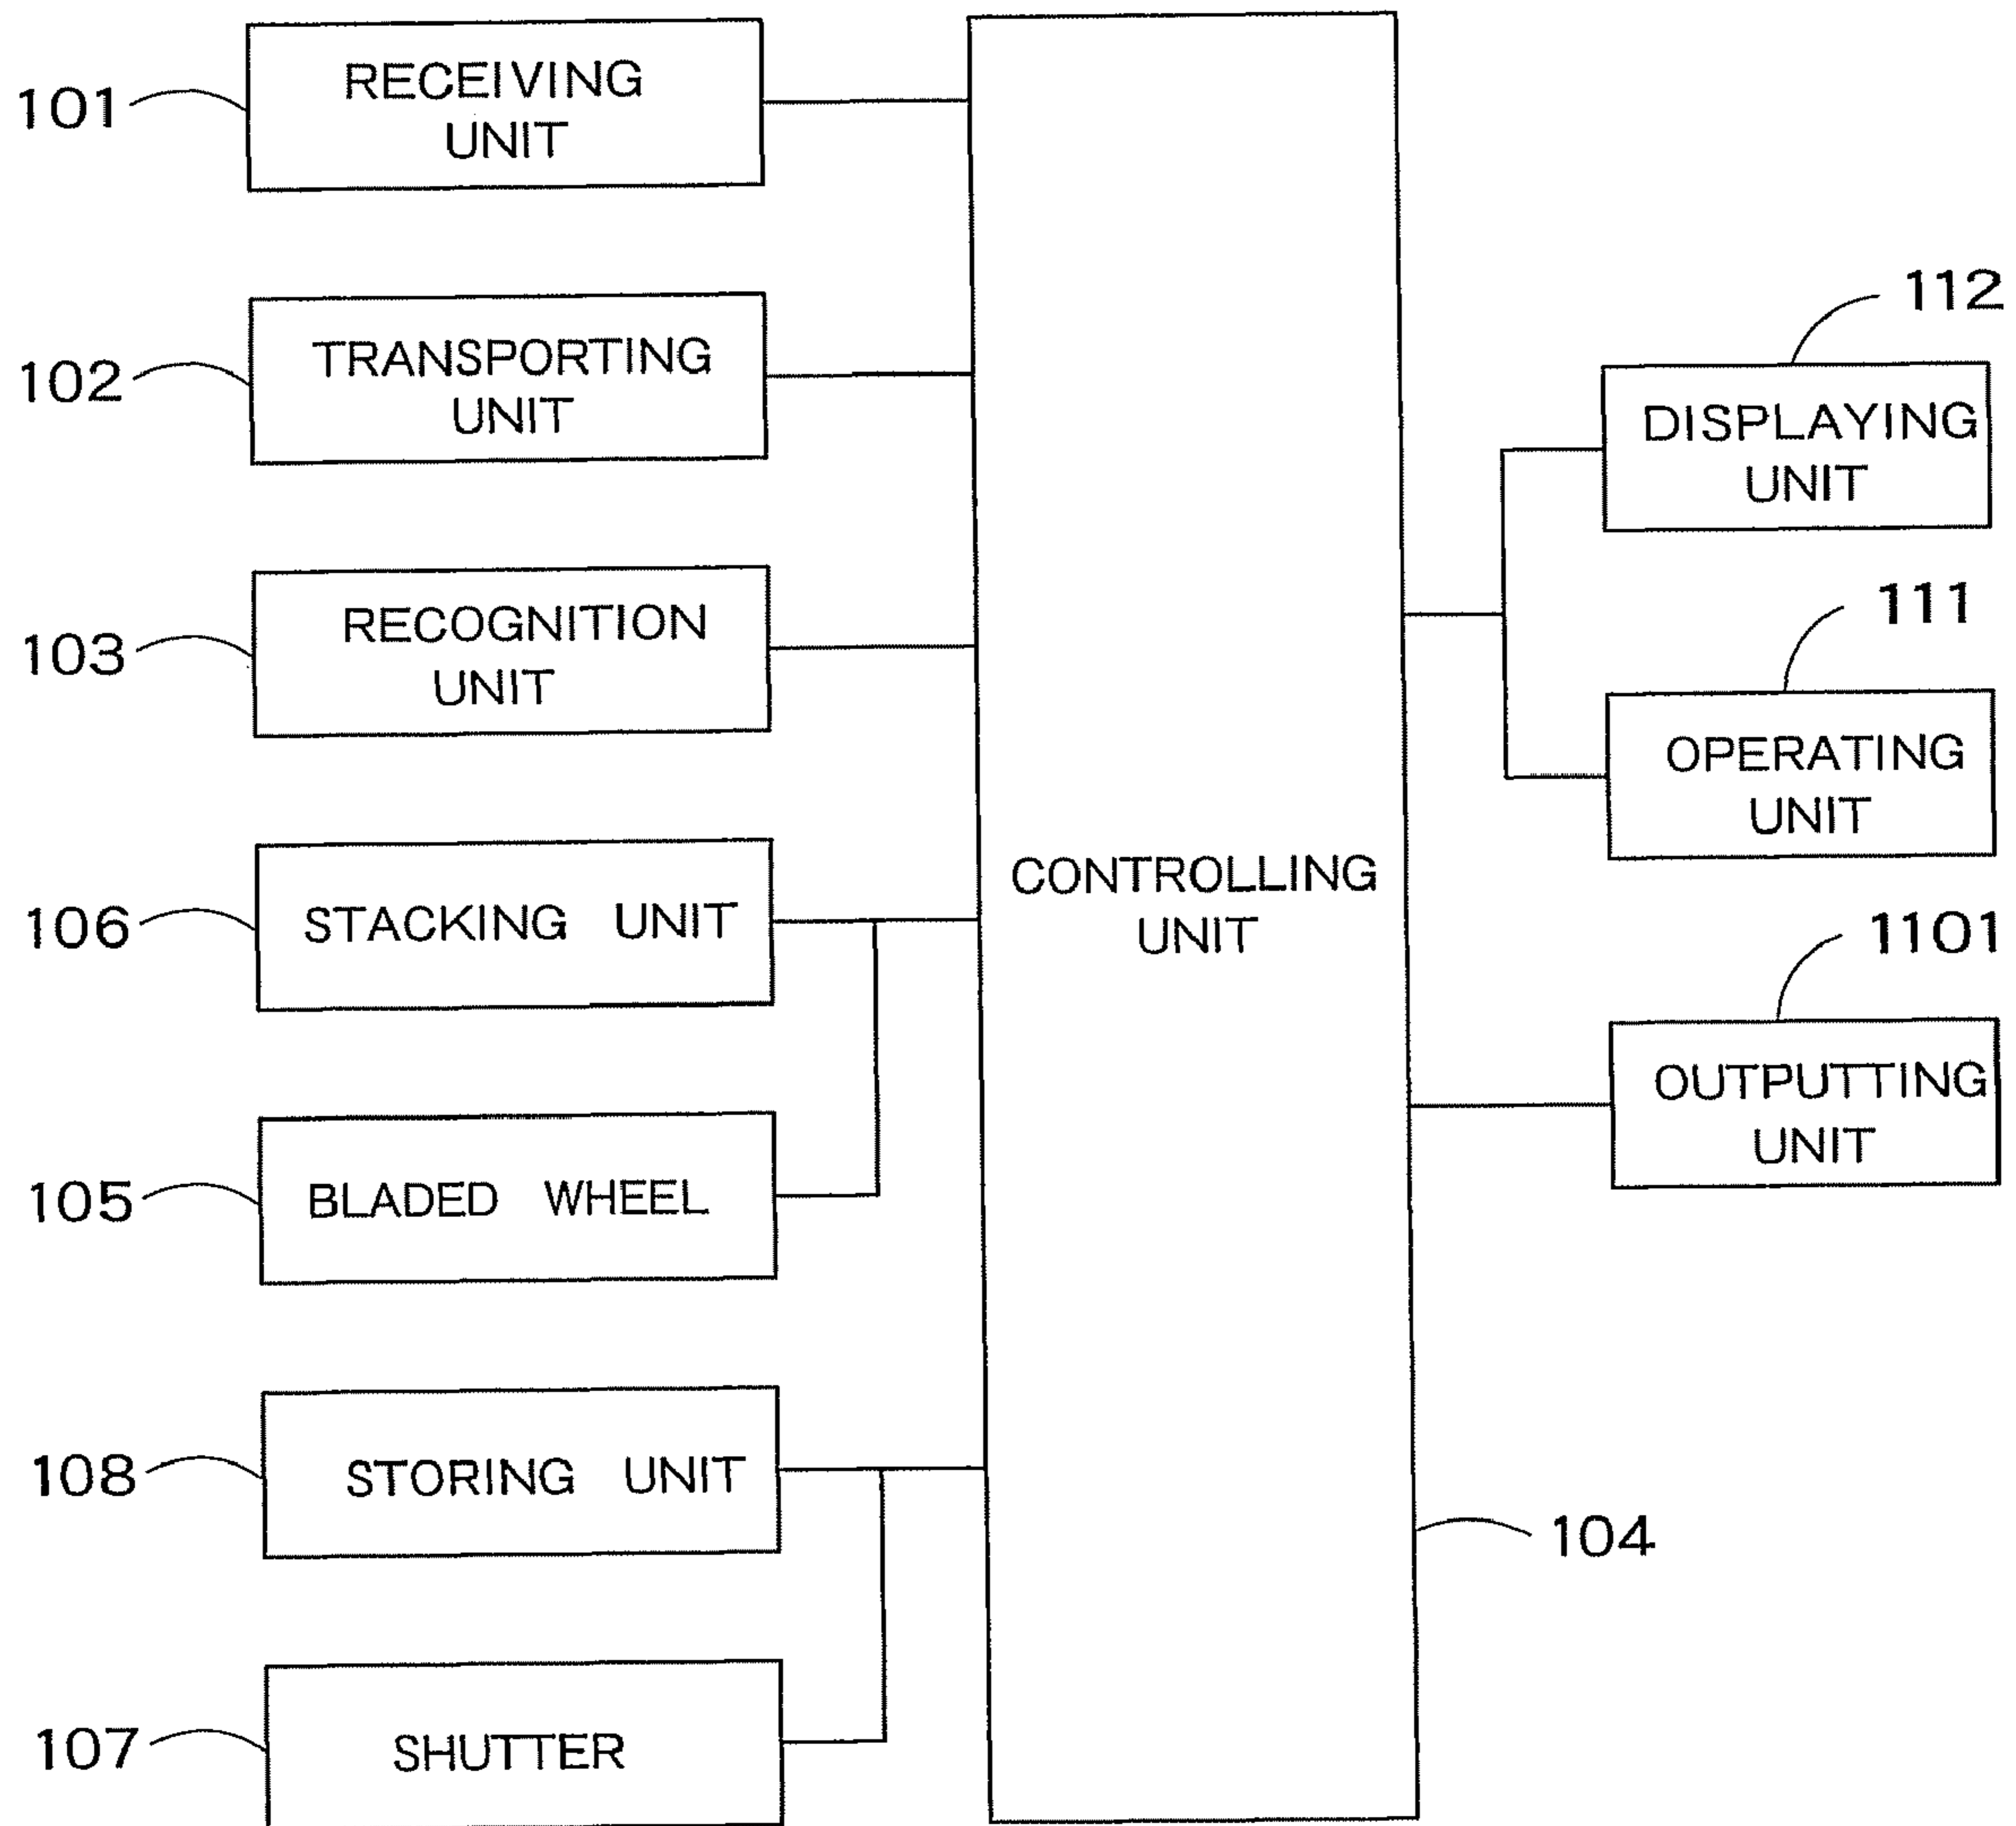 101
RECEIVING
UNIT
102
TRANSPORTING
UNIT
103
RECOGNITION
UNIT
106
STACKING UNIT
105
BLADED WHEEL
108
STORING UNIT
107
SHUTTER
CONTROLLING
UNIT
104
112
DISPLAYING
UNIT
111
OPERATING
UNIT
1101
OUTPUTTING
UNIT